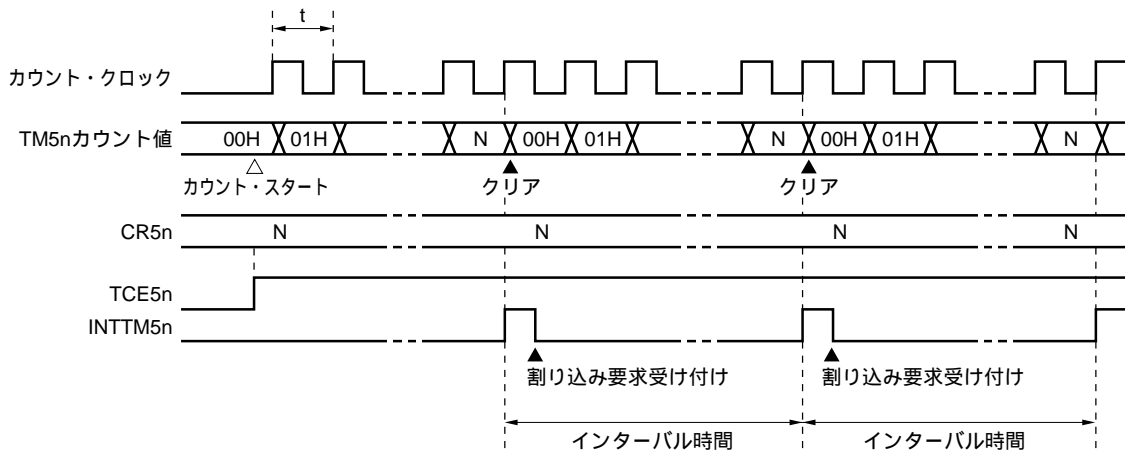 t
カウント・クロック
TM5nカウント値 00H 01H N 00H 01H N 00H 01H N
カウント・スタート クリア クリア
CR5n N N N N
TCE5n
INTTM5n
割り込み要求受け付け 割り込み要求受け付け
インターバル時間 インターバル時間